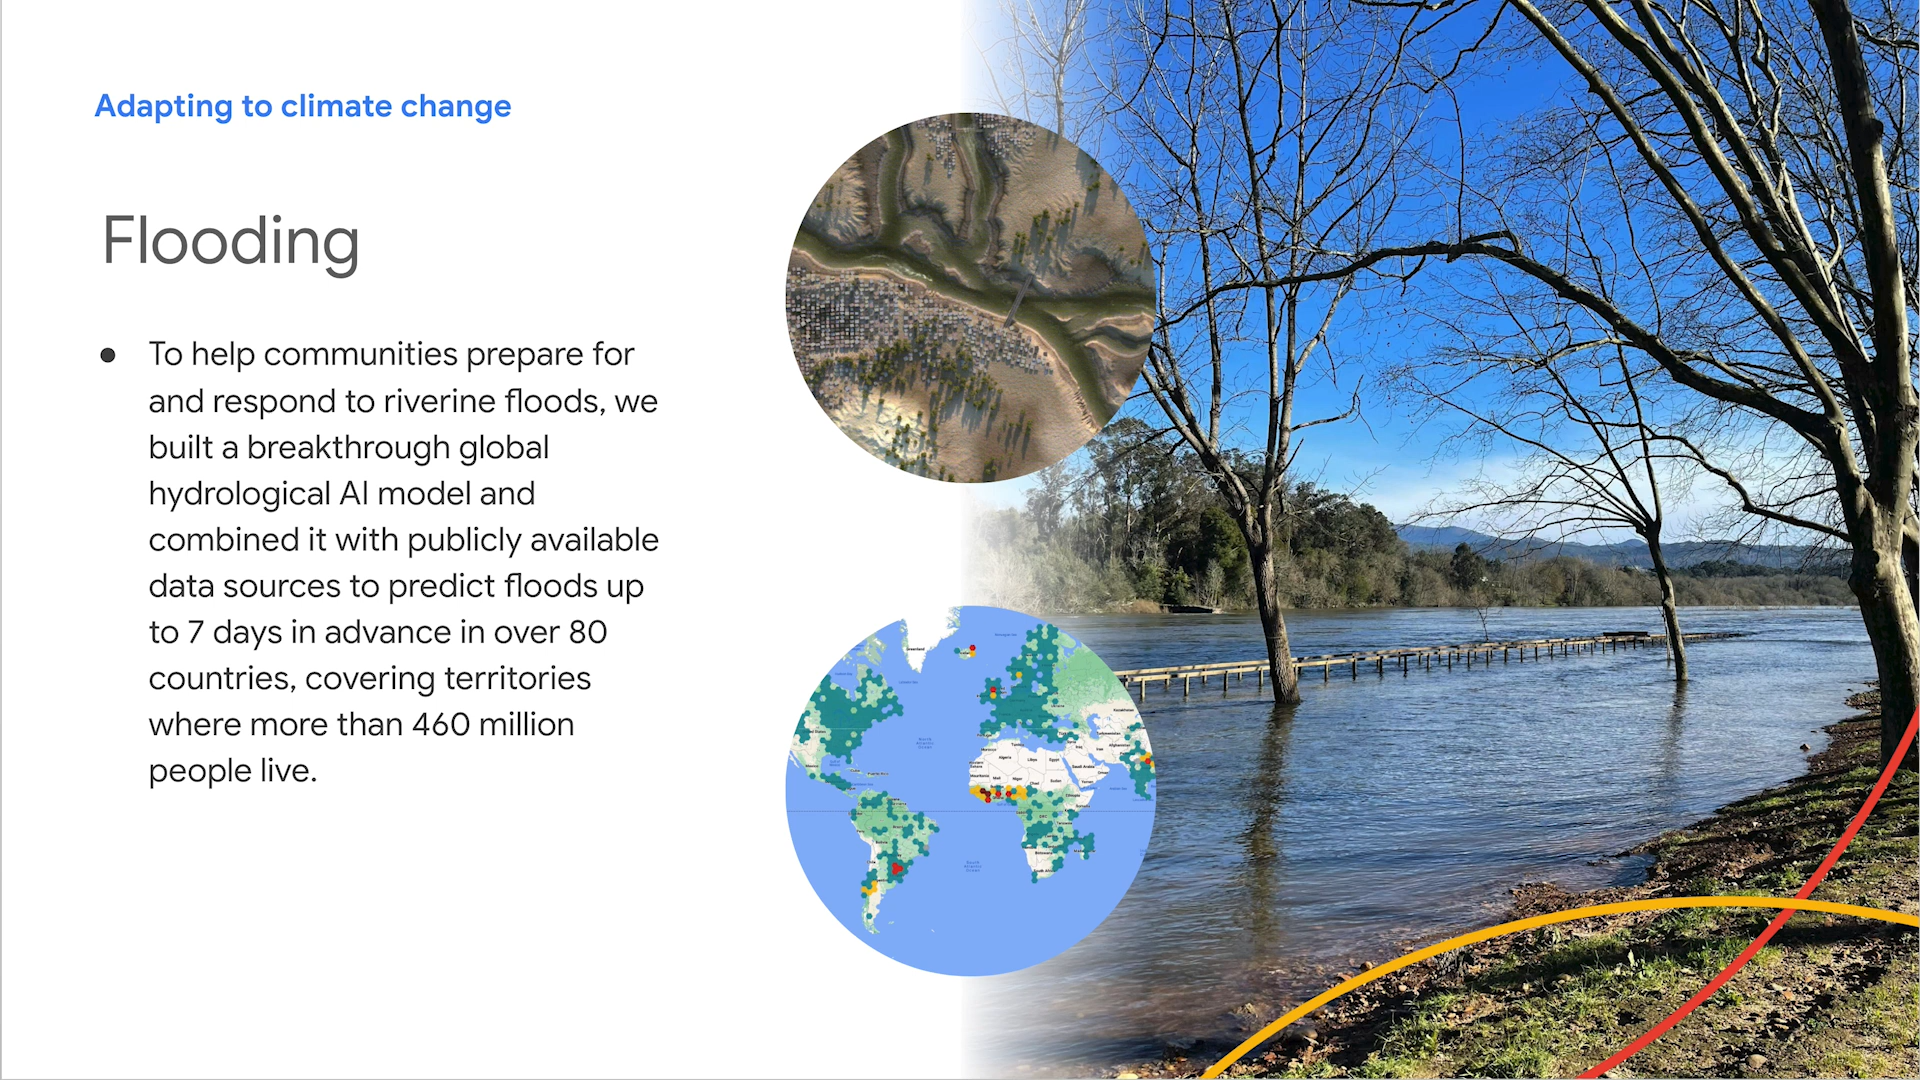 Adapting to climate change
Flooding
● To help communities prepare for
and respond to riverine floods, we
built a breakthrough global
hydrological AI model and
combined it with publicly available
data sources to predict floods up
to 7 days in advance in over 80
countries, covering territories
where more than 460 million
people live.
Greenland